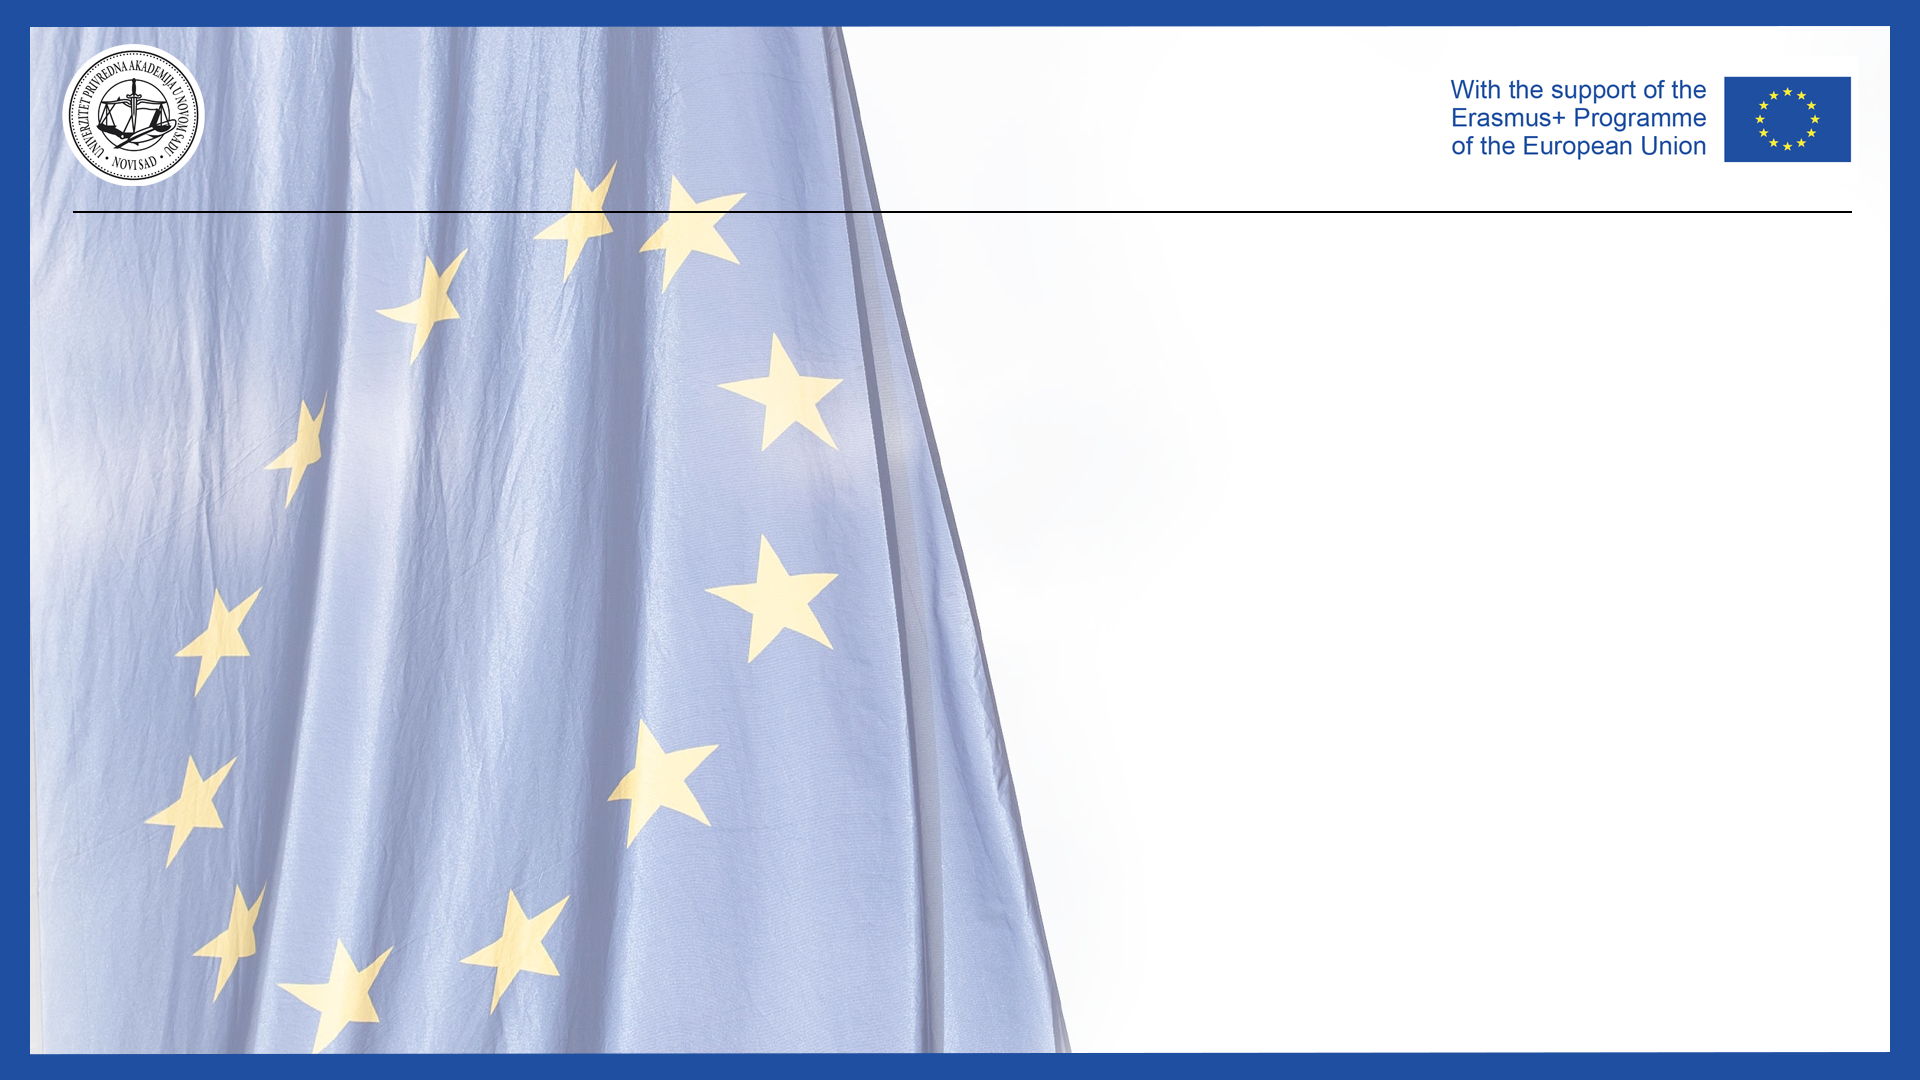 UNIVERZITET PRIVREDNA AKADEMIJA U NOVOM SADU
• NOVI SAD •
With the support of the
Erasmus+ Programme
of the European Union